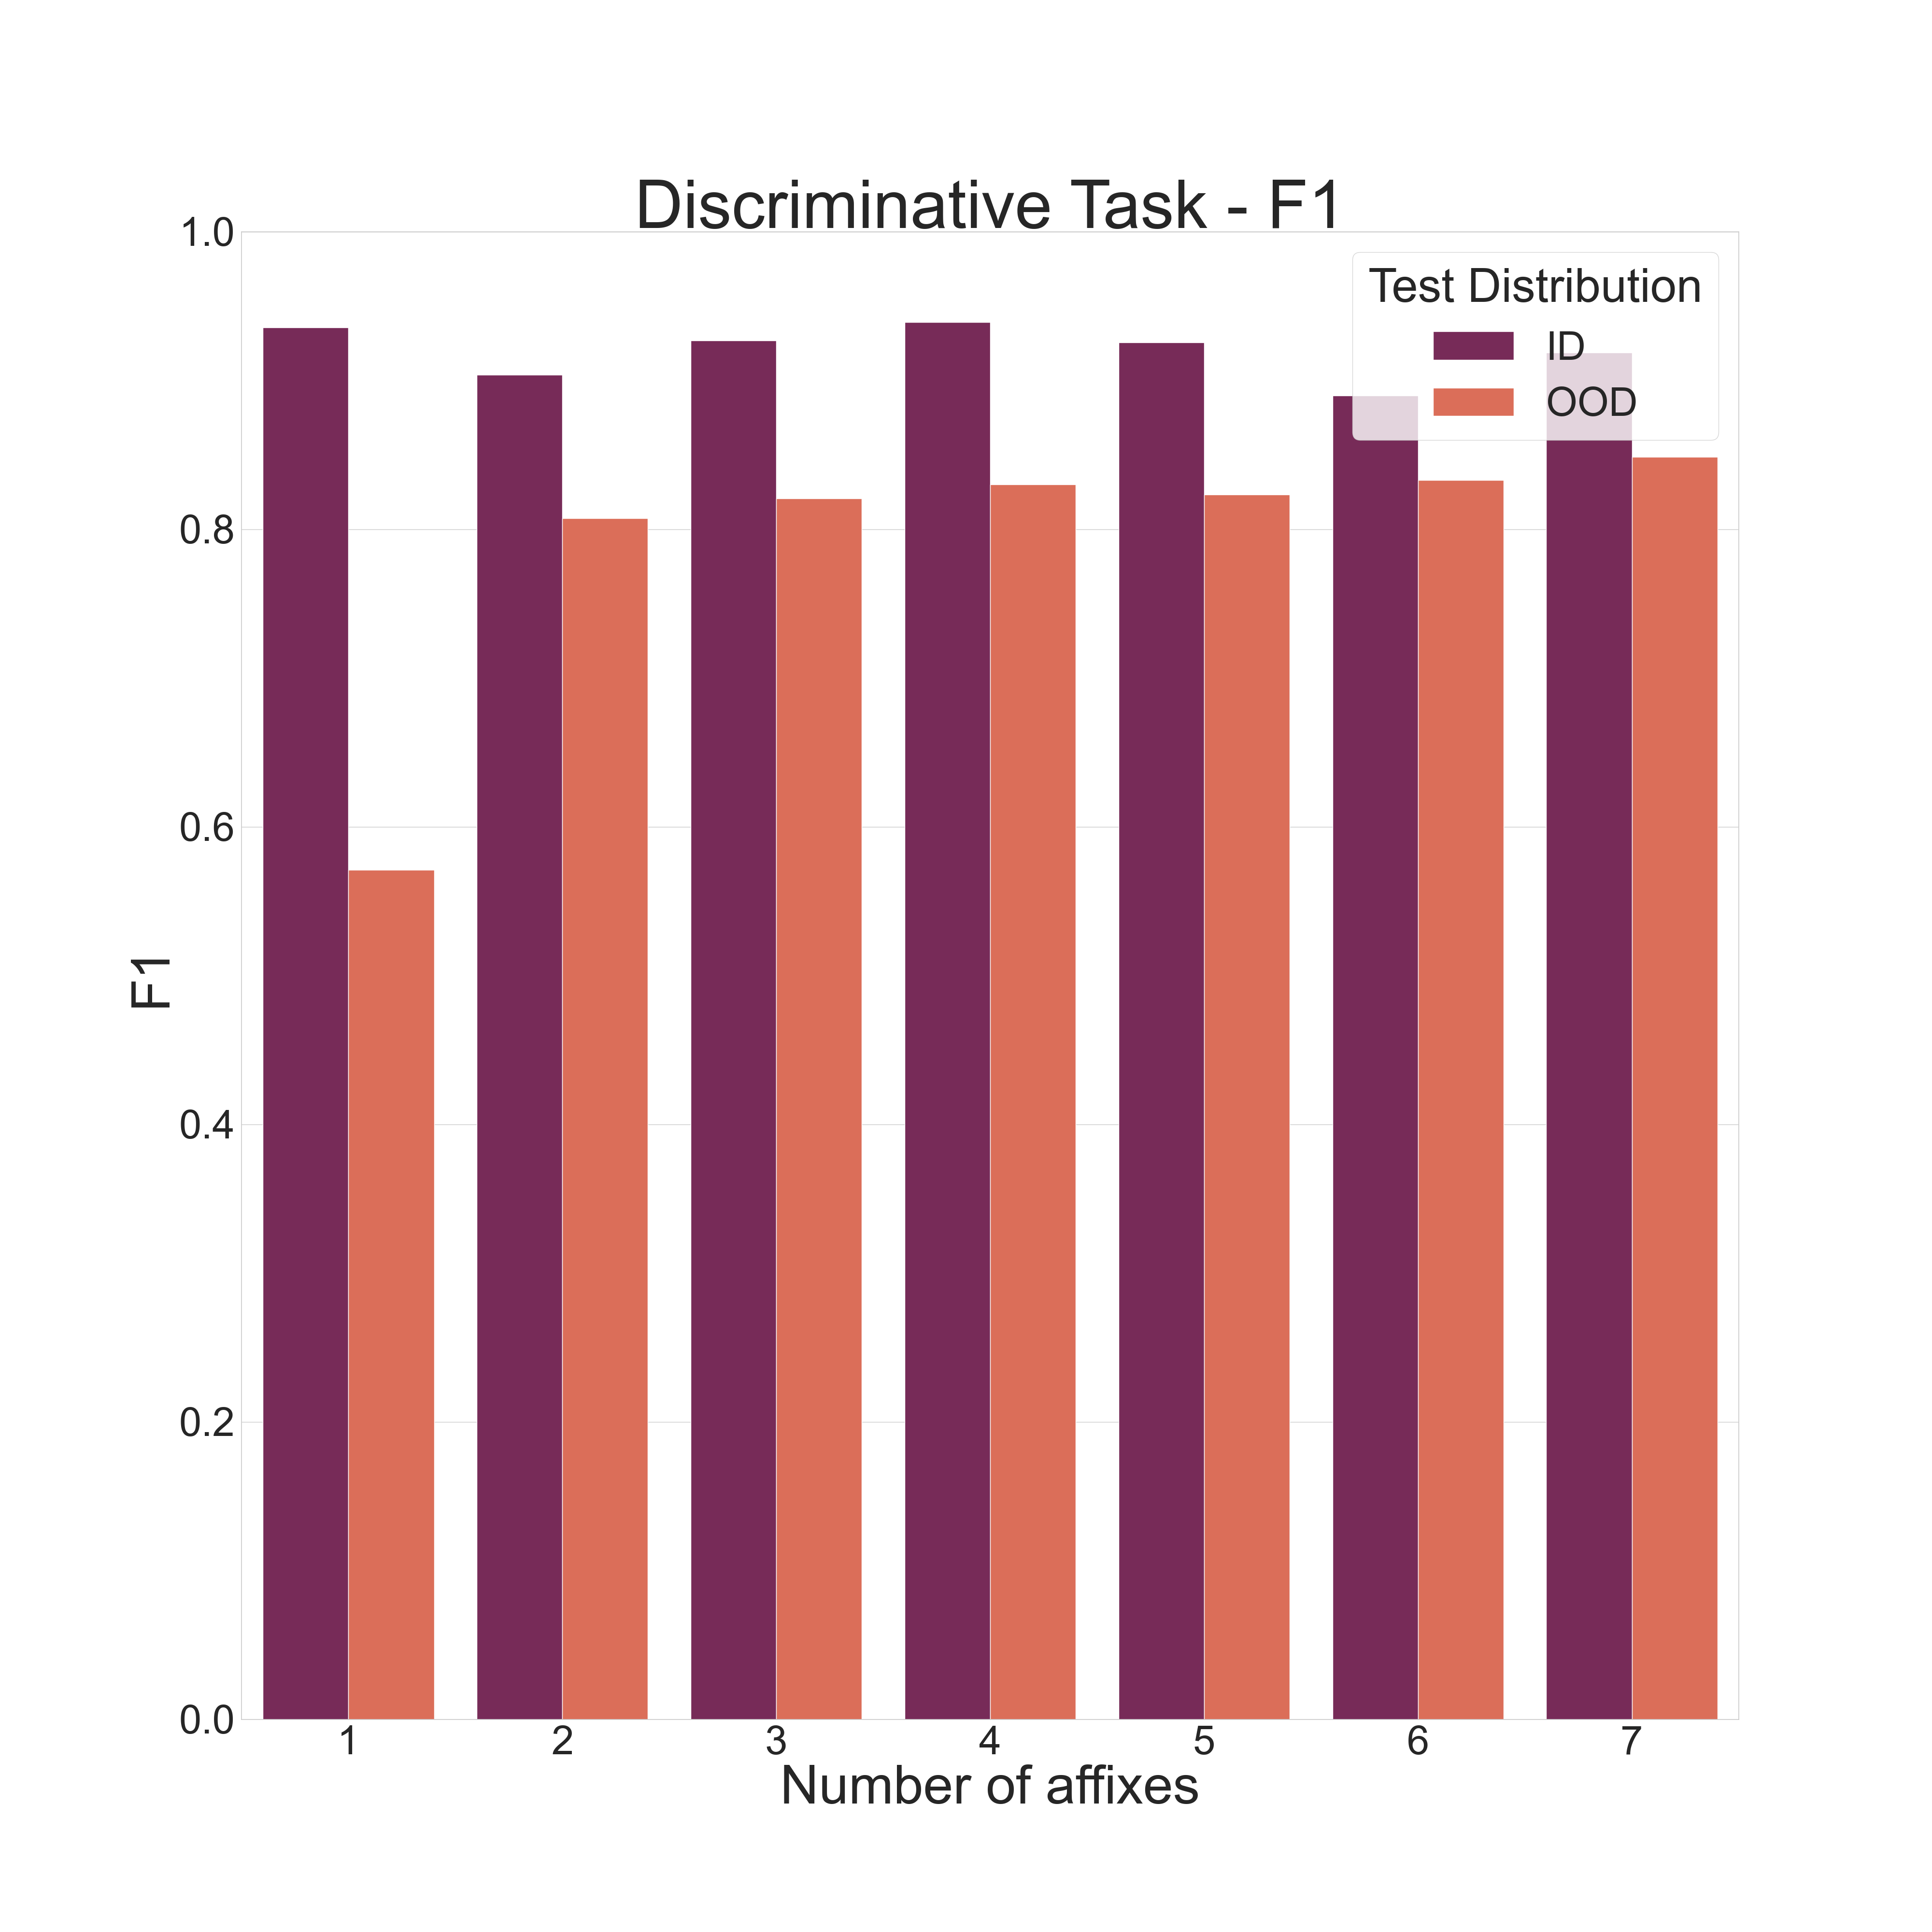 Discriminative Task - F1
1.0
0.8
0.6
0.4
0.2
0.0
F1
Test Distribution
ID
OOD
1 2 3 4 5 6 7
Number of affixes